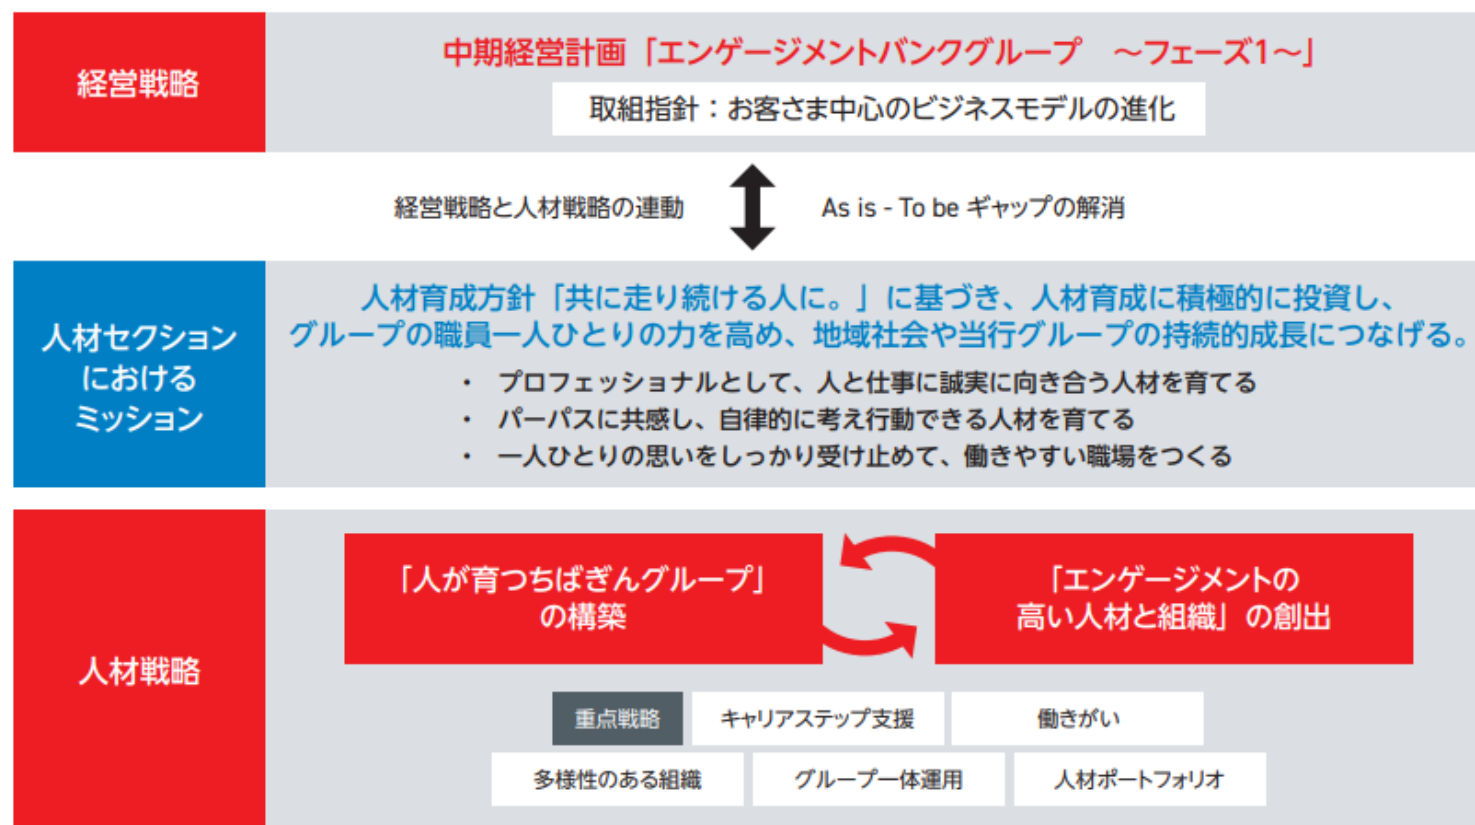 経営戦略
中期経営計画「エンゲージメントバンクグループ　～フェーズ1～」
取組指針：お客さま中心のビジネスモデルの進化
経営戦略と人材戦略の連動
As is - To be ギャップの解消
人材セクション
における
ミッション
人材育成方針「共に走り続ける人に。」に基づき、人材育成に積極的に投資し、
グループの職員一人ひとりの力を高め、地域社会や当行グループの持続的成長につなげる。
・ プロフェッショナルとして、人と仕事に誠実に向き合う人材を育てる
・ パーパスに共感し、自律的に考え行動できる人材を育てる
・ 一人ひとりの思いをしっかり受け止めて、働きやすい職場をつくる
人材戦略
「人が育つちばぎんグループ」
の構築
「エンゲージメントの
高い人材と組織」の創出
重点戦略
キャリアステップ支援
働きがい
多様性のある組織
グループ一体運用
人材ポートフォリオ